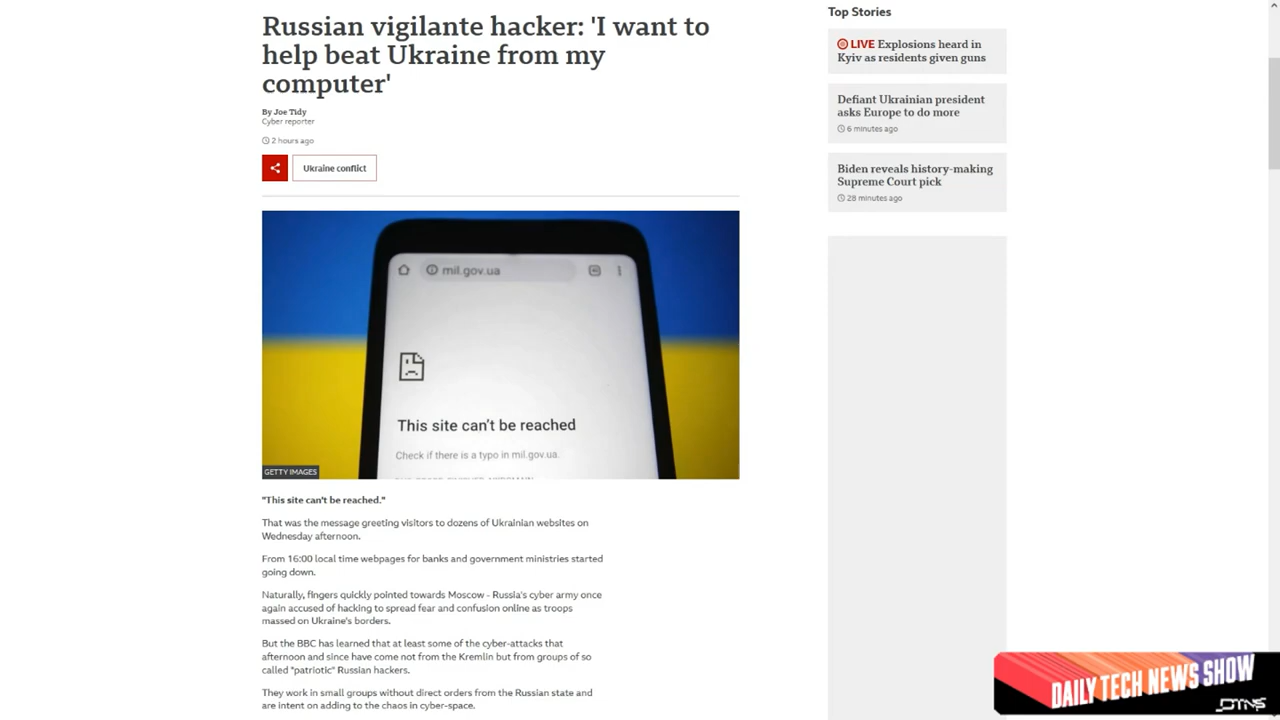 Russian vigilante hacker: 'I want to
help beat Ukraine from my
computer'
By Joe Tidy
Cyber reporter
2 hours ago
Ukraine conflict
mil.gov.ua
This site can't be reached
Check if there is a typo in mil.gov.ua.
GETTY IMAGES
"This site can't be reached."
That was the message greeting visitors to dozens of Ukrainian websites on
Wednesday afternoon.
From 16:00 local time webpages for banks and government ministries started
going down.
Naturally, fingers quickly pointed towards Moscow - Russia's cyber army once
again accused of hacking to spread fear and confusion online as troops
massed on Ukraine's borders.
But the BBC has learned that at least some of the cyber-attacks that
afternoon and since have come not from the Kremlin but from groups of so
called "patriotic" Russian hackers.
They work in small groups without direct orders from the Russian state and
are intent on adding to the chaos in cyber-space.
Top Stories
LIVE Explosions heard in
Kyiv as residents given guns
Defiant Ukrainian president
asks Europe to do more
6 minutes ago
Biden reveals history-making
Supreme Court pick
28 minutes ago
DAILY TECH NEWS SHOW
DTNS